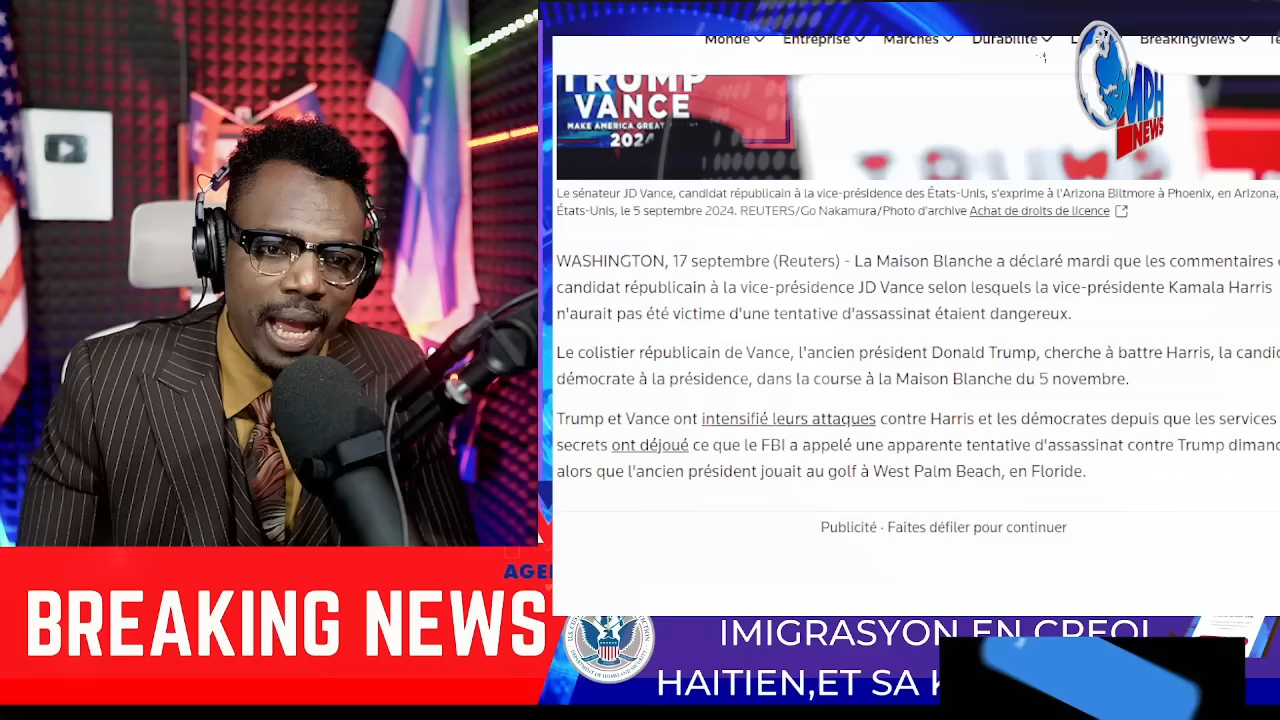 Monde Entreprise Marchés Durabilité Breakingviews
TRUMP
VANCE
MAKE AMERICA GREAT
2024
TRUMP
MPH
NEWS
Le sénateur JD Vance, candidat républicain à la vice-présidence des États-Unis, s'exprime à l'Arizona Biltmore à Phoenix, en Arizona,
États-Unis, le 5 septembre 2024. REUTERS/Go Nakamura/Photo d'archive Achat de droits de licence
WASHINGTON, 17 septembre (Reuters) - La Maison Blanche a déclaré mardi que les commentaires
candidat républicain à la vice-présidence JD Vance selon lesquels la vice-présidente Kamala Harris
n'aurait pas été victime d'une tentative d'assassinat étaient dangereux.
Le colistier républicain de Vance, l'ancien président Donald Trump, cherche à battre Harris, la candid
démocrate à la présidence, dans la course à la Maison Blanche du 5 novembre.
Trump et Vance ont intensifié leurs attaques contre Harris et les démocrates depuis que les services
secrets ont déjoué ce que le FBI a appelé une apparente tentative d'assassinat contre Trump dimanc
alors que l'ancien président jouait au golf à West Palm Beach, en Floride.
Publicité · Faites défiler pour continuer
AGE
BREAKING NEWS
IMIGRASYON EN CREOL
HAITIEN,ET SA